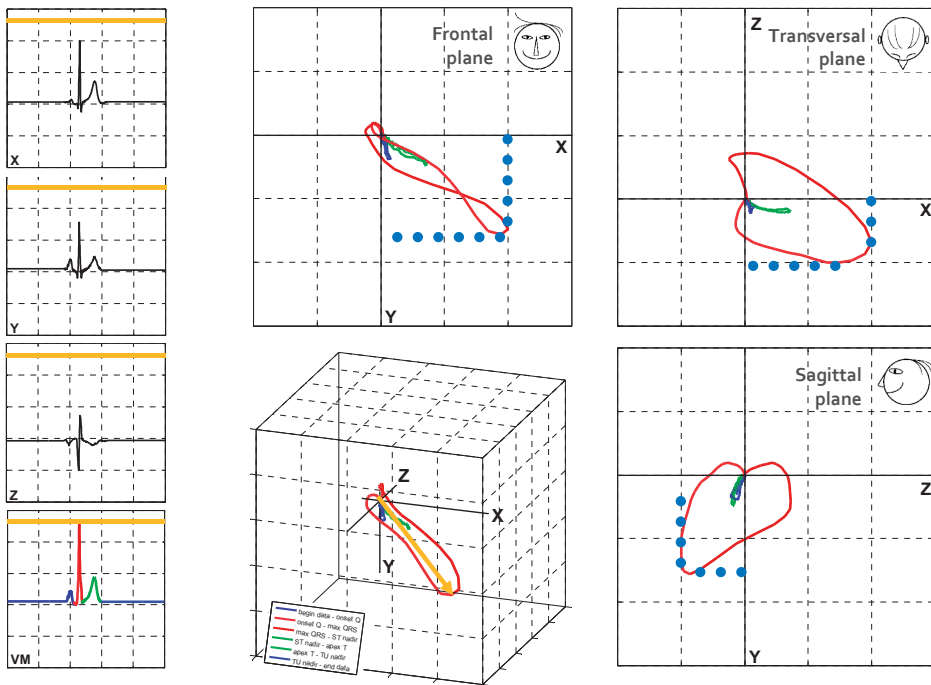 X
Y
Z
VM
Frontal
plane
X
Y
Z
Transversal
plane
X
Z
X
Y
begin data - onset Q
onset Q - max QRS
max QRS - ST nadir
ST nadir - apex T
apex T - TU nadir
TU nadir - end data
Sagittal
plane
Z
Y